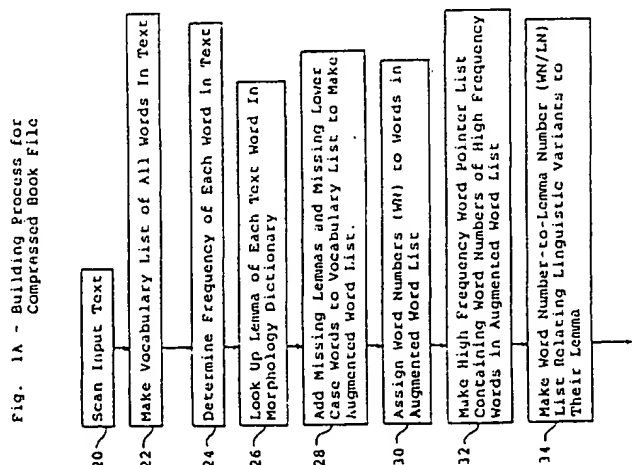 Fig. 1A - Building Process for
Compressed Book File
20
Scan Input Text
22
Make Vocabulary List of All Words In Text
24
Determine Frequency of Each Word in Text
26
Look Up Lemma of Each Text Word In
Morphology Dictionary
28
Add Missing Lemmas and Missing Lower
Case Words to Vocabulary List to Make
Augmented Word List.
30
Assign Word Numbers (WN) to Words in
Augmented Word List
32
Make High Frequency Word Pointer List
Containing Word Numbers of High Frequency
Words in Augmented Word List
34
Make Word Number-to-Lemma Number (WN/LN)
List Relating Linguistic Variants to
Their Lemma